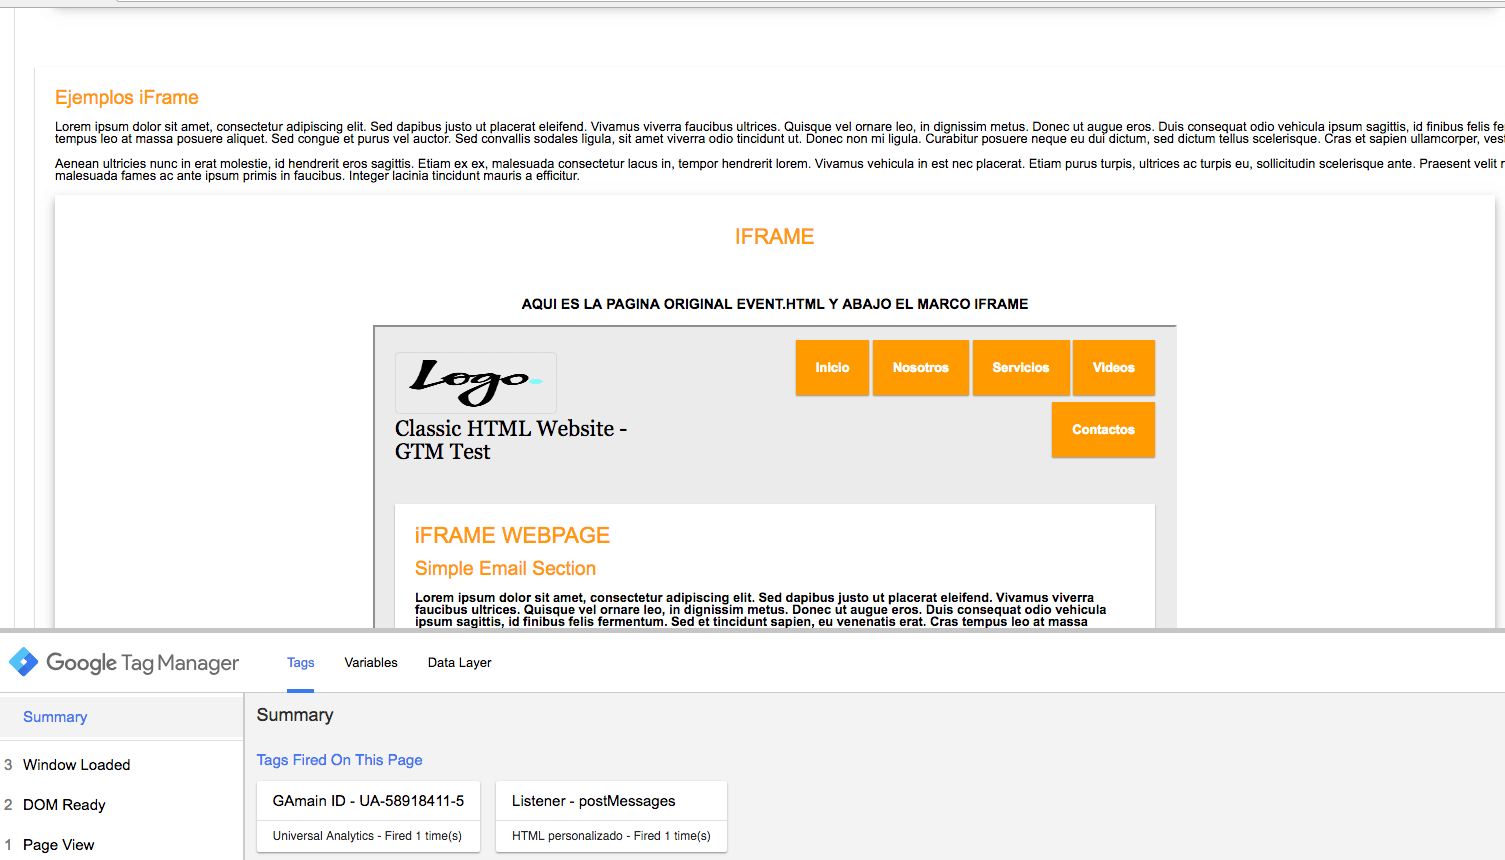 Ejemplos iFrame
Lorem ipsum dolor sit amet, consectetur adipiscing elit. Sed dapibus justo ut placerat eleifend. Vivamus viverra faucibus ultrices. Quisque vel ornare leo, in dignissim metus. Donec ut augue eros. Duis consequat odio vehicula ipsum sagittis, id finibus felis fe
tempus leo at massa posuere aliquet. Sed congue et purus vel auctor. Sed convallis sodales ligula, sit amet viverra odio tincidunt ut. Donec non mi ligula. Curabitur posuere neque eu dui dictum, sed dictum tellus scelerisque. Cras et sapien ullamcorper, vest
Aenean ultricies nunc in erat molestie, id hendrerit eros sagittis. Etiam ex ex, malesuada consectetur lacus in, tempor hendrerit lorem. Vivamus vehicula in est nec placerat. Etiam purus turpis, ultrices ac turpis eu, sollicitudin scelerisque ante. Praesent velit
malesuada fames ac ante ipsum primis in faucibus. Integer lacinia tincidunt mauris a efficitur.
IFRAME
AQUI ES LA PAGINA ORIGINAL EVENT.HTML Y ABAJO EL MARCO IFRAME
Logo
Inicio Nosotros Servicios Videos
Contactos
Classic HTML Website -
GTM Test
iFRAME WEBPAGE
Simple Email Section
Lorem ipsum dolor sit amet, consectetur adipiscing elit. Sed dapibus justo ut placerat eleifend. Vivamus viverra
faucibus ultrices. Quisque vel ornare leo, in dignissim metus. Donec ut augue eros. Duis consequat odio vehicula
ipsum sagittis, id finibus felis fermentum. Sed et tincidunt sapien, eu venenatis erat. Cras tempus leo at massa
Google Tag Manager Tags Variables Data Layer
Summary
3 Window Loaded
2 DOM Ready
1 Page View
Summary
Tags Fired On This Page
GAmain ID - UA-58918411-5
Universal Analytics - Fired 1 time(s)
Listener - postMessages
HTML personalizado - Fired 1 time(s)